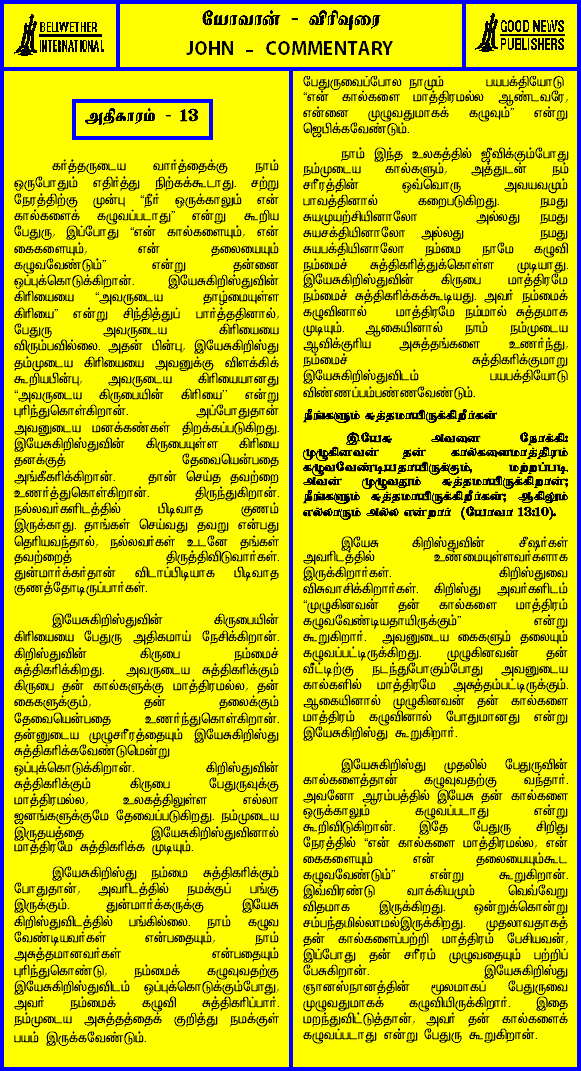 BELIWETHER
INTERNATIONAL
யோவான் - விரிவுரை
JOHN - COMMENTARY
GOOD NEWS
PUBLISHERS
அதிகாரம் - 13
கர்த்தருடைய வார்த்தைக்கு நாம்
ஒருபோதும் எதிர்த்து நிற்கக்கூடாது. சற்று
நேரத்திற்கு முன்பு “நீர் ஒருக்காலும் என்
கால்களைக் கழுவப்படாது” என்று கூறிய
பேதுரு, இப்போது “என் கால்களையும், என்
கைகளையும், என் தலையையும்
கழுவவேண்டும்” என்று தன்னை
ஒப்புக்கொடுக்கிறான். இயேசுகிறிஸ்துவின்
கிரியையை “அவருடைய தாழ்மையுள்ள
கிரியை” என்று சிந்தித்துப் பார்த்ததினால்,
பேதுரு அவருடைய கிரியையை
விரும்பவில்லை. அதன் பின்பு, இயேசுகிறிஸ்து
தம்முடைய கிரியையை அவனுக்கு விளக்கிக்
கூறியபின்பு, அவருடைய கிரியையானது
“அவருடைய கிருபையின் கிரியை” என்று
புரிந்துகொள்கிறான். அப்போதுதான்
அவனுடைய மனக்கண்கள் திறக்கப்படுகிறது.
இயேசுகிறிஸ்துவின் கிருபையுள்ள கிரியை
தனக்குத் தேவையென்பதை
அங்கீகரிக்கிறான். தான் செய்த தவற்றை
உணர்த்துகொள்கிறான். திருந்துகிறான்.
நல்லவர்களிடத்தில் பிடிவாத குணம்
இருக்காது. தாங்கள் செய்வது தவறு என்பது
தெரியவந்தால், நல்லவர்கள் உடனே தங்கள்
தவற்றைத் திருத்திவிடுவார்கள்.
துன்மார்க்கர்தான் விடாப்பிடியாக பிடிவாத
குணத்தோடிருப்பார்கள்.
இயேசுகிறிஸ்துவின் கிருபையின்
கிரியையை பேதுரு அதிகமாய் நேசிக்கிறான்.
கிறிஸ்துவின் கிருபை நம்மைச்
சுத்திகரிக்கிறது. அவருடைய சுத்திகரிக்கும்
கிருபை தன் கால்களுக்கு மாத்திரமல்ல, தன்
கைகளுக்கும், தன் தலைக்கும்
தேவையென்பதை உணர்ந்துகொள்கிறான்.
தன்னுடைய முழுசரீரத்தையும் இயேசுகிறிஸ்து
சுத்திகரிக்கவேண்டுமென்று
ஒப்புக்கொடுக்கிறான். கிறிஸ்துவின்
சுத்திகரிக்கும் கிருபை பேதுருவுக்கு
மாத்திரமல்ல, உலகத்திலுள்ள எல்லா
ஜனங்களுக்குமே தேவைப்படுகிறது. நம்முடைய
இருதயத்தை இயேசுகிறிஸ்துவினால்
மாத்திரமே சுத்திகரிக்க முடியும்.
இயேசுகிறிஸ்து நம்மை சுத்திகரிக்கும்
போதுதான், அவரிடத்தில் நமக்குப் பங்கு
இருக்கும். துன்மார்க்கருக்கு இயேசு
கிறிஸ்துவிடத்தில் பங்கில்லை. நாம் கழுவ
வேண்டியவர்கள் என்பதையும், நாம்
அசுத்தமானவர்கள் என்பதையும்
புரிந்துகொண்டு, நம்மைக் கழுவுவதற்கு
இயேசுகிறிஸ்துவிடம் ஒப்புக்கொடுக்கும்போது,
அவர் நம்மைக் கழுவி சுத்திகரிப்பார்.
நம்முடைய அசுத்தத்தைக் குறித்து நமக்குள்
பயம் இருக்கவேண்டும்.
பேதுருவைப்போல நாமும் பயபக்தியோடு
“என் கால்களை மாத்திரமல்ல ஆண்டவரே,
என்னை முழுவதுமாகக் கழுவும்” என்று
ஜெபிக்கவேண்டும்.
நாம் இந்த உலகத்தில் ஜீவிக்கும்போது
நம்முடைய கால்களும், அத்துடன் நம்
சரீரத்தின் ஒவ்வொரு அவயவமும்
பாவத்தினால் கறைபடுகிறது. நமது
சுயமுயற்சியினாலோ அல்லது நமது
சுயசக்தியினாலோ அல்லது நமது
சுயபக்தியினாலோ நம்மை நாமே கழுவி
நம்மைச் சுத்திகரித்துக்கொள்ள முடியாது.
இயேசுகிறிஸ்துவின் கிருபை மாத்திரமே
நம்மைச் சுத்திகரிக்கக்கூடியது. அவர் நம்மைக்
கழுவினால் மாத்திரமே நம்மால் சுத்தமாக
முடியும். ஆகையினால் நாம் நம்முடைய
ஆவிக்குரிய அசுத்தங்களை உணர்ந்து,
நம்மைச் சுத்திகரிக்குமாறு
இயேசுகிறிஸ்துவிடம் பயபக்தியோடு
விண்ணப்பம்பண்ணவேண்டும்.
நீங்களும் சுத்தமாயிருக்கிறீர்கள்
இயேசு அவனை நோக்கி:
முழுகினவன் தன் கால்களைமாத்திரம்
கழுவவேண்டியதாயிருக்கும், மற்றப்படி
அவன் முழுவதும் சுத்தமாயிருக்கிறான்;
நீங்களும் சுத்தமாயிருக்கிறீர்கள்; ஆகிலும்
எல்லாரும் அல்ல என்றார் (யோவா 13:10).
இயேசு கிறிஸ்துவின் சீஷர்கள்
அவரிடத்தில் உண்மையுள்ளவர்களாக
இருக்கிறார்கள். கிறிஸ்துவை
விசுவாசிக்கிறார்கள். கிறிஸ்து அவர்களிடம்
“முழுகினவன் தன் கால்களை மாத்திரம்
கழுவவேண்டியதாயிருக்கும்” என்று
கூறுகிறார். அவனுடைய கைகளும் தலையும்
கழுவப்பட்டிருக்கிறது. முழுகினவன் தன்
வீட்டிற்கு நடந்துபோகும்போது அவனுடைய
கால்களில் மாத்திரமே அசுத்தம்பட்டிருக்கும்.
ஆகையினால் முழுகினவன் தன் கால்களை
மாத்திரம் கழுவினால் போதுமானது என்று
இயேசுகிறிஸ்து கூறுகிறார்.
இயேசுகிறிஸ்து முதலில் பேதுருவின்
கால்களைத்தான் கழுவுவதற்கு வந்தார்.
அவனோ ஆரம்பத்தில் இயேசு தன் கால்களை
ஒருக்காலும் கழுவப்படாது என்று
கூறிவிடுகிறான். இதே பேதுரு சிறிது
நேரத்தில் “என் கால்களை மாத்திரமல்ல, என்
கைகளையும் என் தலையையும்கூட
கழுவவேண்டும்” என்று கூறுகிறான்.
இவ்விரண்டு வாக்கியமும் வெவ்வேறு
விதமாக இருக்கிறது. ஒன்றுக்கொன்று
சம்பந்தமில்லாமல்இருக்கிறது. முதலாவதாகத்
தன் கால்களைப்பற்றி மாத்திரம் பேசியவன்,
இப்போது தன் சரீரம் முழுவதையும் பற்றிப்
பேசுகிறான். இயேசுகிறிஸ்து
ஞானஸ்நானத்தின் மூலமாகப் பேதுருவை
முழுவதுமாகக் கழுவியிருக்கிறார். இதை
மறந்துவிட்டுத்தான், அவர் தன் கால்களைக்
கழுவப்படாது என்று பேதுரு கூறுகிறான்.